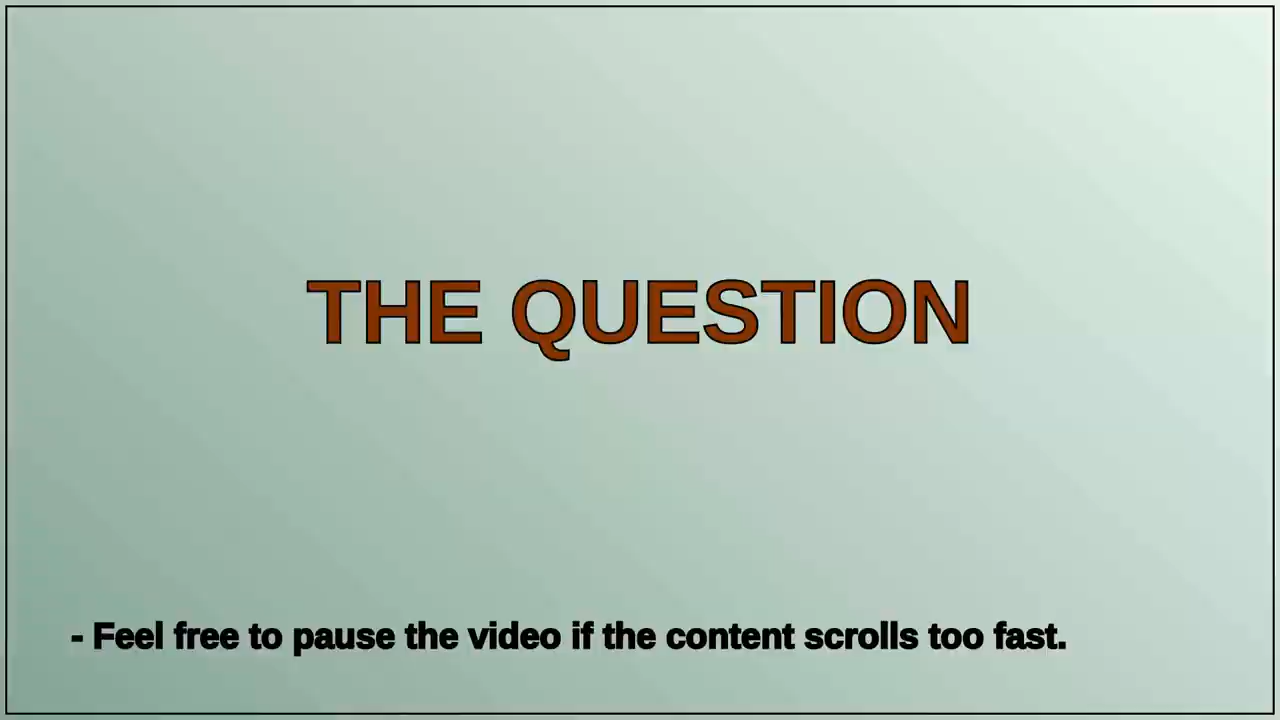 THE QUESTION
- Feel free to pause the video if the content scrolls too fast.